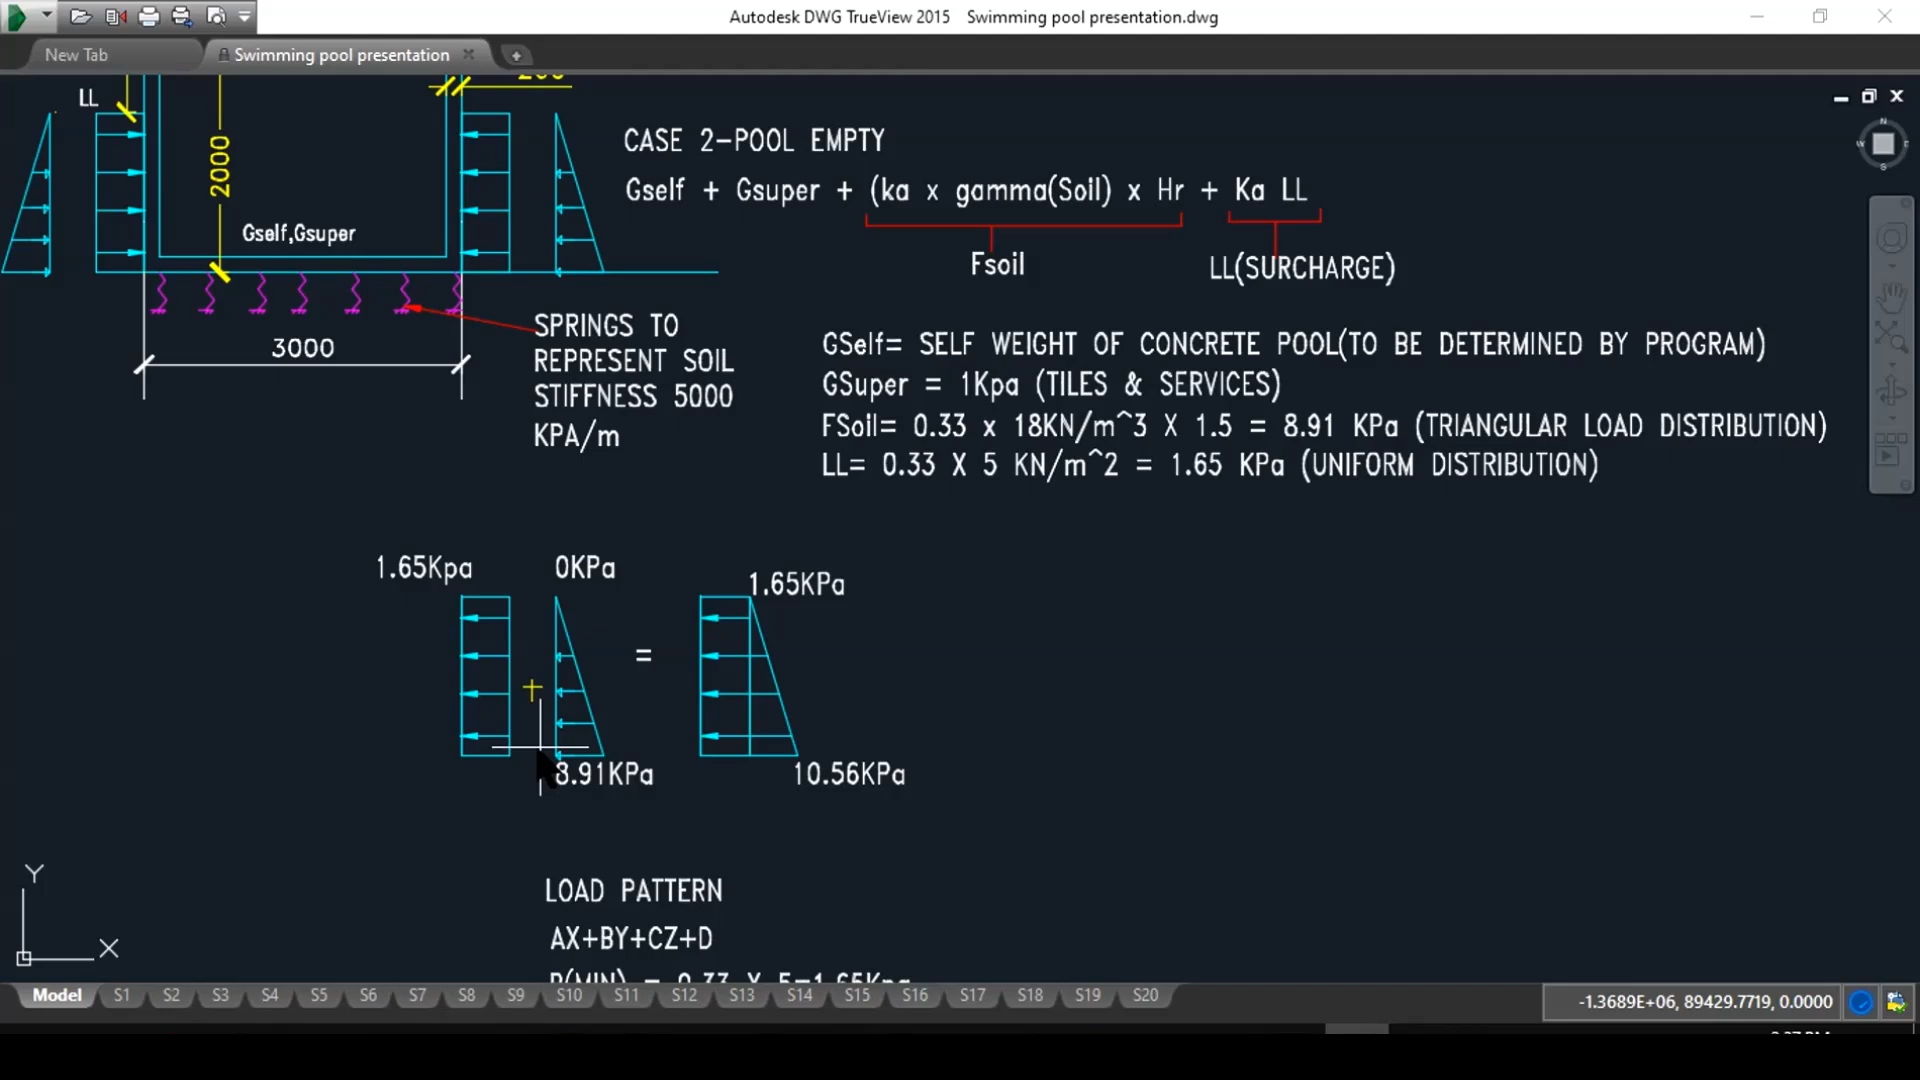 Autodesk DWG TrueView 2015 Swimming pool presentation.dwg
New Tab
Swimming pool presentation
LL
2000
Gself,Gsuper
3000
SPRINGS TO
REPRESENT SOIL
STIFFNESS 5000
KPA/m
CASE 2-POOL EMPTY
Gself + Gsuper + (ka x gamma(Soil) x Hr + Ka LL
Fsoil
LL(SURCHARGE)
GSelf= SELF WEIGHT OF CONCRETE POOL(TO BE DETERMINED BY PROGRAM)
GSuper = 1Kpa (TILES & SERVICES)
FSoil= 0.33 x 18KN/m^3 X 1.5 = 8.91 KPa (TRIANGULAR LOAD DISTRIBUTION)
LL= 0.33 X 5 KN/m^2 = 1.65 KPa (UNIFORM DISTRIBUTION)
1.65Kpa
0KPa
1.65KPa
=
8.91KPa
10.56KPa
LOAD PATTERN
AX+BY+CZ+D
P(MIN) = 0.33 X 5=1.65Kpa
Y
X
N
W
S
Model S1 S2 S3 S4 S5 S6 S7 S8 S9 S10 S11 S12 S13 S14 S15 S16 S17 S18 S19 S20
-1.3689E+06, 89429.7719, 0.0000